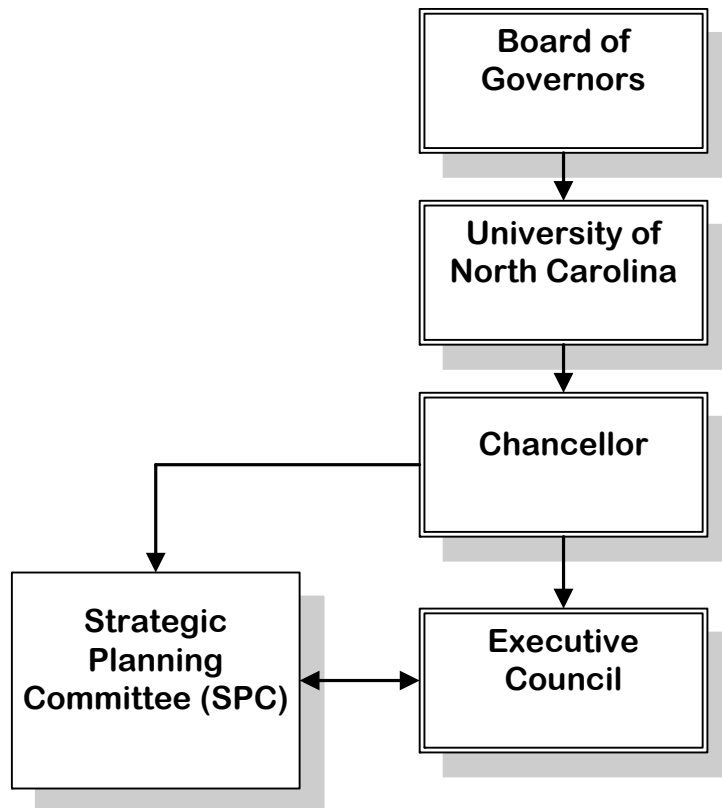 Board of
Governors
University of
North Carolina
Chancellor
Strategic
Planning
Committee (SPC)
Executive
Council